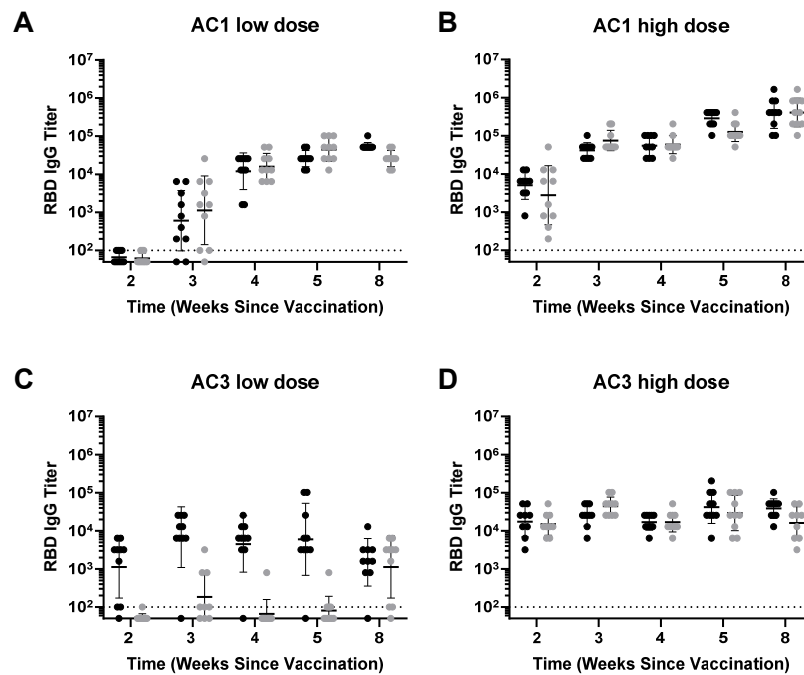 A
AC1 low dose
RBD IgG Titer
10⁷
10⁶
10⁵
10⁴
10³
10²
2 3 4 5 8
Time (Weeks Since Vaccination)
B
AC1 high dose
RBD IgG Titer
10⁷
10⁶
10⁵
10⁴
10³
10²
2 3 4 5 8
Time (Weeks Since Vaccination)
C
AC3 low dose
RBD IgG Titer
10⁷
10⁶
10⁵
10⁴
10³
10²
2 3 4 5 8
Time (Weeks Since Vaccination)
D
AC3 high dose
RBD IgG Titer
10⁷
10⁶
10⁵
10⁴
10³
10²
2 3 4 5 8
Time (Weeks Since Vaccination)